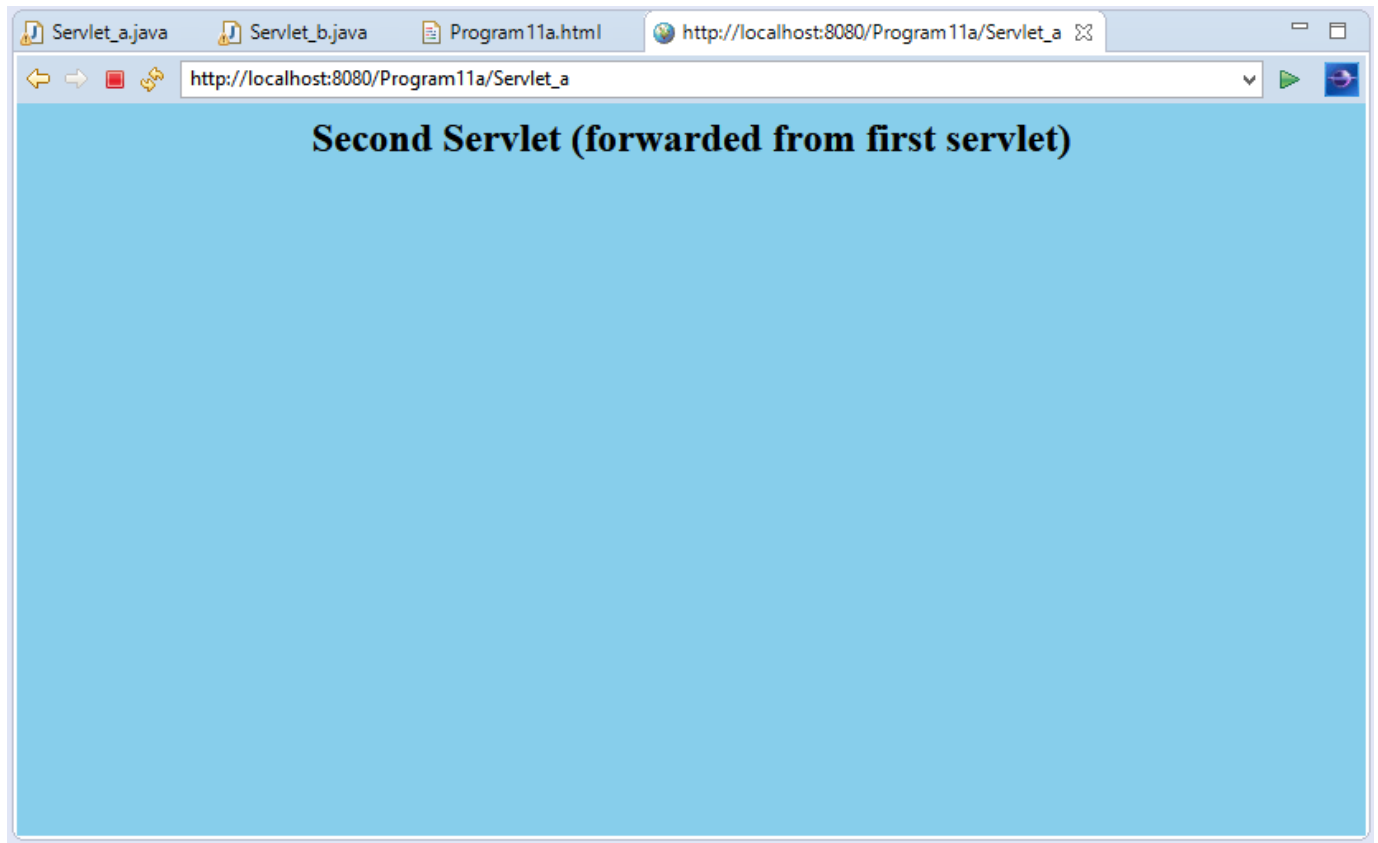 Servlet_a.java Servlet_b.java Program11a.html http://localhost:8080/Program11a/Servlet_a
http://localhost:8080/Program11a/Servlet_a
Second Servlet (forwarded from first servlet)